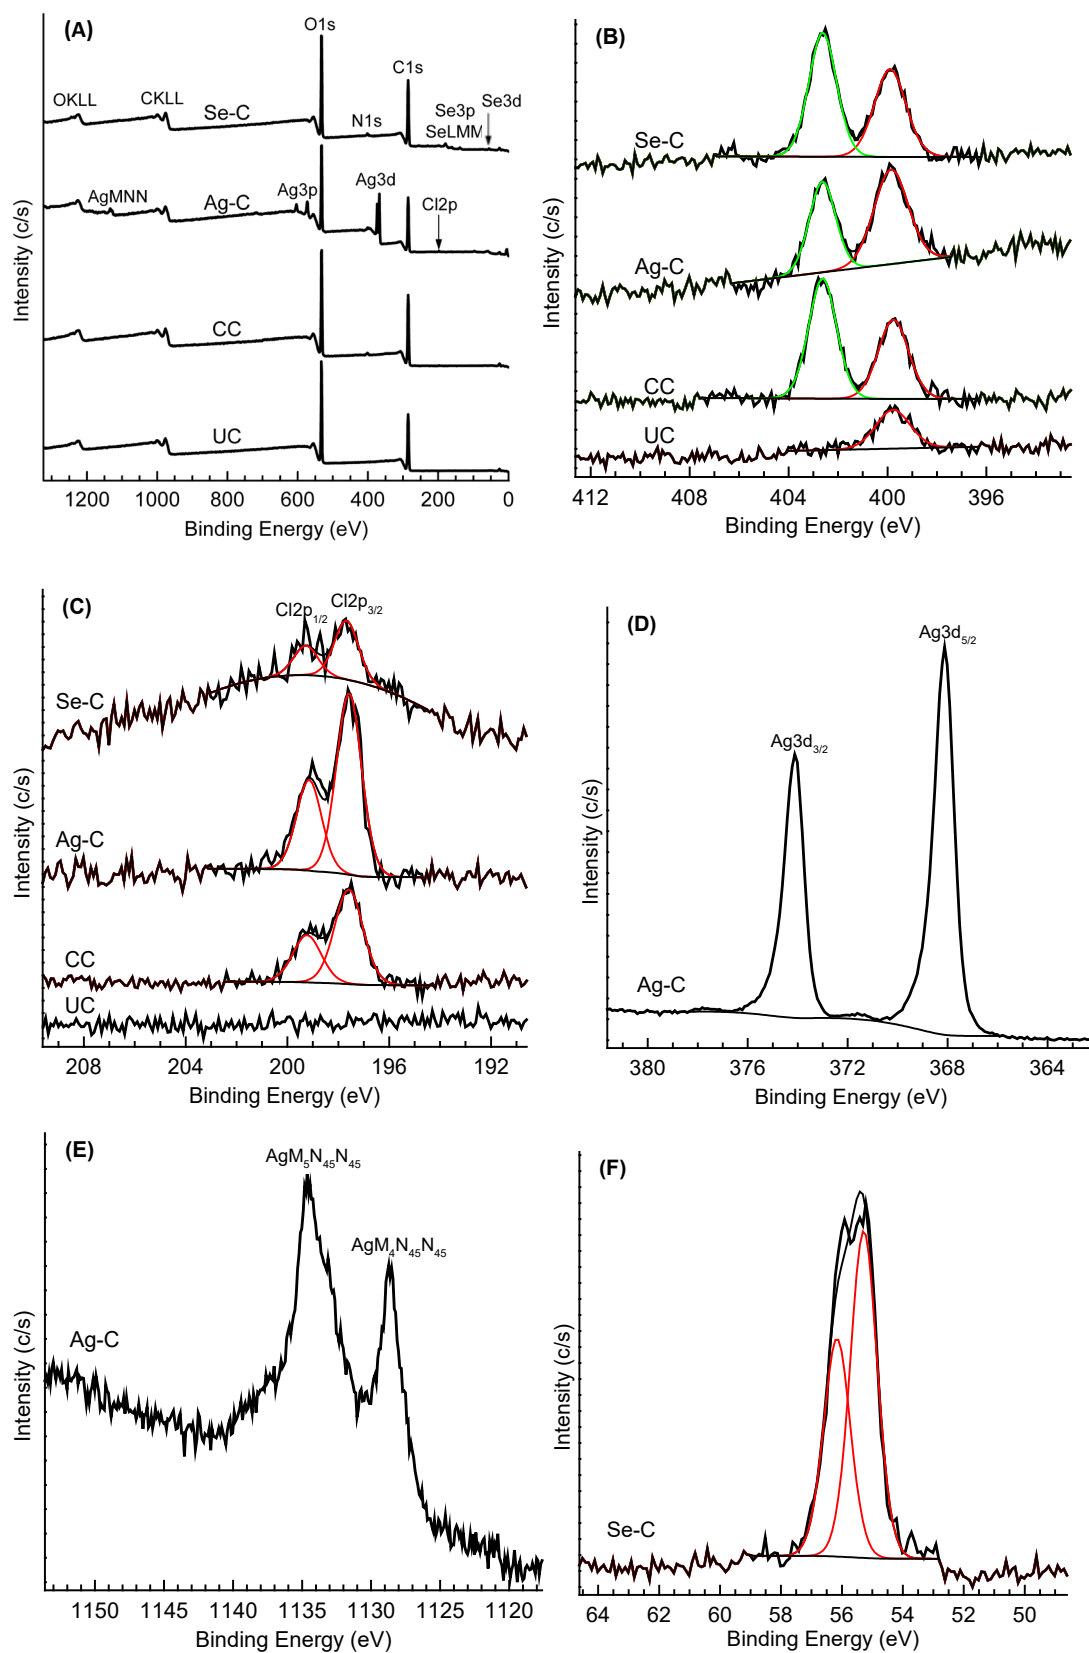 (A)
O1s
C1s
OKLL
CKLL
Se-C
N1s
Se3p
SeLMM
Se3d
AgMNN
Ag-C
Ag3p
Ag3d
Cl2p
CC
UC
Intensity (c/s)
1200 1000 800 600 400 200 0
Binding Energy (eV)
(B)
Se-C
Ag-C
CC
UC
Intensity (c/s)
412 408 404 400 396
Binding Energy (eV)
(C)
Cl2p1/2
Cl2p3/2
Se-C
Ag-C
CC
UC
Intensity (c/s)
208 204 200 196 192
Binding Energy (eV)
(D)
Ag3d5/2
Ag3d3/2
Ag-C
Intensity (c/s)
380 376 372 368 364
Binding Energy (eV)
(E)
AgM5N45N45
AgM4N45N45
Ag-C
Intensity (c/s)
1150 1145 1140 1135 1130 1125 1120
Binding Energy (eV)
(F)
Se-C
Intensity (c/s)
64 62 60 58 56 54 52 50
Binding Energy (eV)